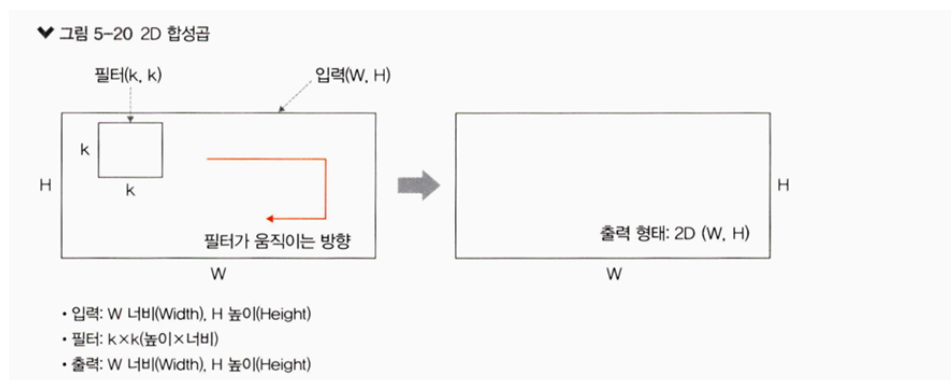 그림 5-20 2D 합성곱
필터(k, k)
입력(W, H)
k
H
k
필터가 움직이는 방향
W
H
출력 형태: 2D (W, H)
W
• 입력: W 너비(Width), H 높이(Height)
• 필터: k×k(높이×너비)
• 출력: W 너비(Width), H 높이(Height)